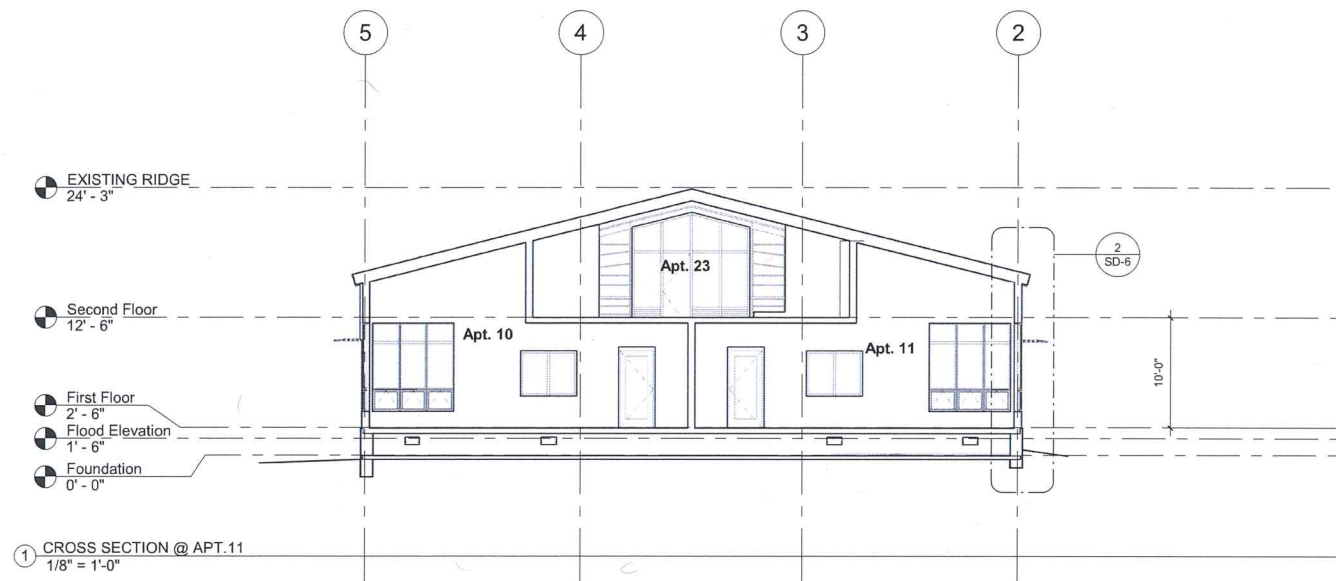 5
4
3
2
EXISTING RIDGE
24' - 3"
2
SD-6
Apt. 23
Second Floor
12' - 6"
Apt. 10
Apt. 11
10'-0"
First Floor
2' - 6"
Flood Elevation
1' - 6"
Foundation
0' - 0"
1
CROSS SECTION @ APT.11
1/8" = 1'-0"